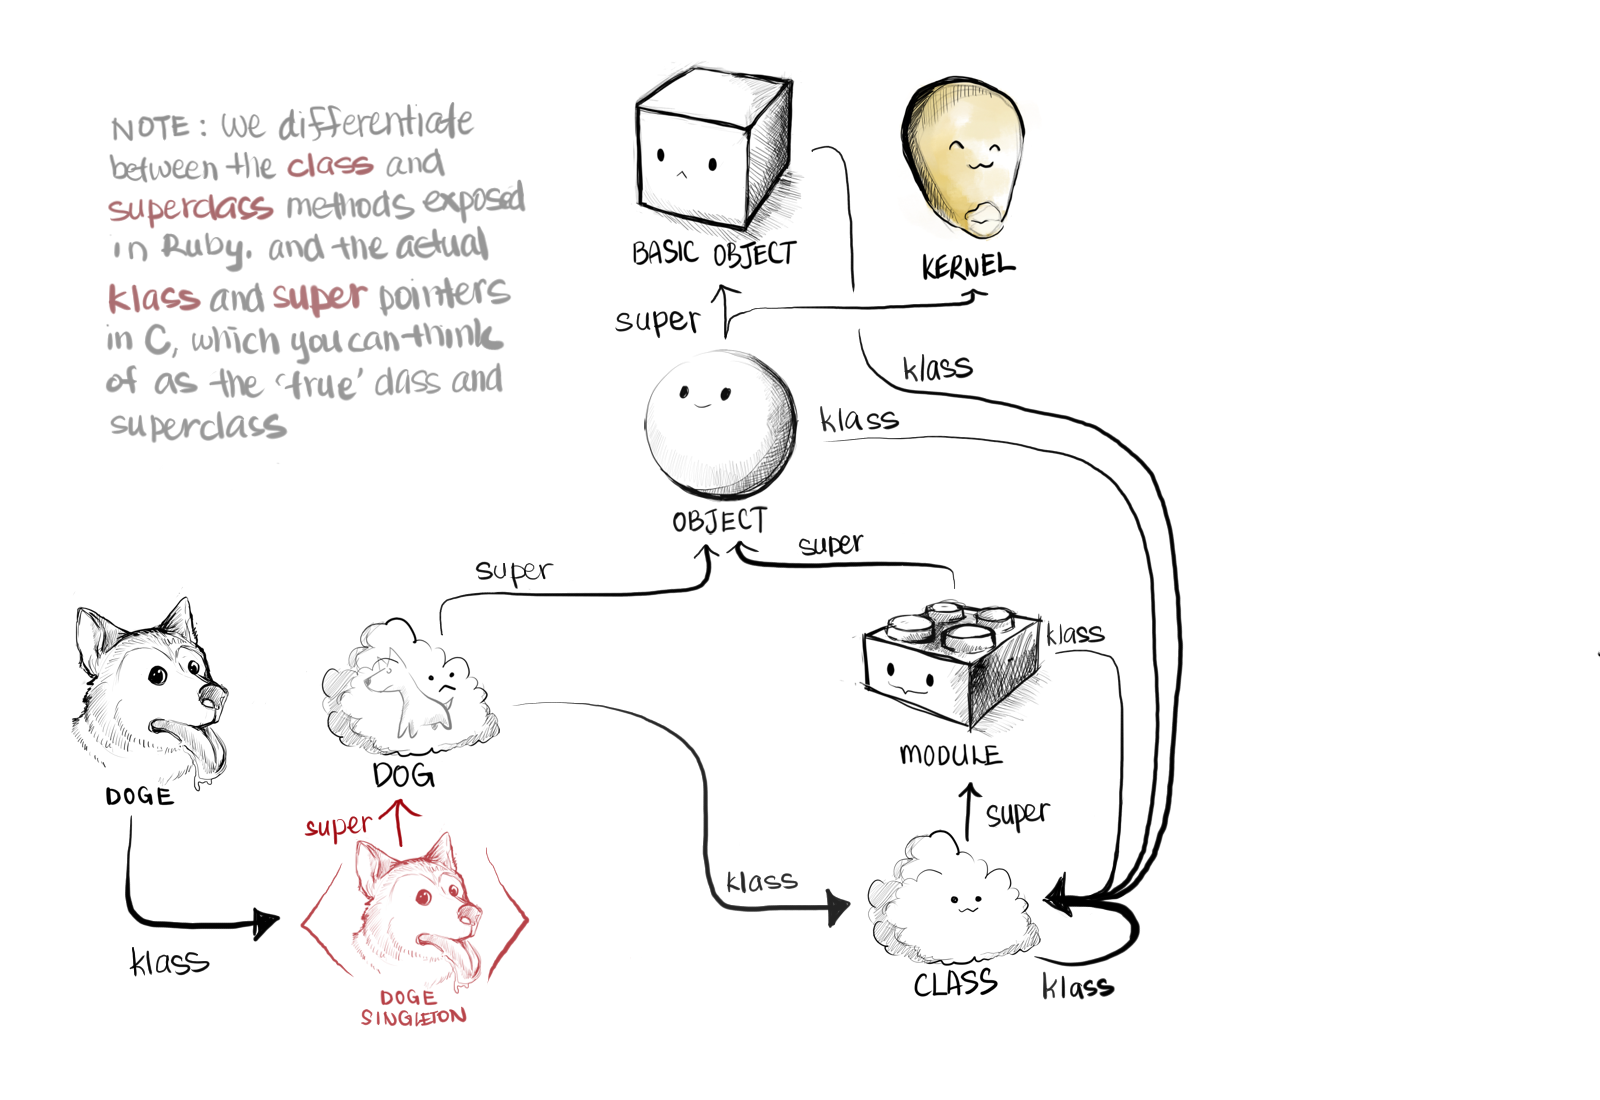 NOTE: we differentiate
between the class and
superclass methods exposed
in Ruby. and the actual
klass and super pointers
in C, which you can think
of as the 'true' class and
superclass
BASIC OBJECT
KERNEL
super
klass
klass
OBJECT
super
super
klass
MODULE
DOGE
DOG
super
super
klass
klass
CLASS
klass
DOGE
SINGLETON